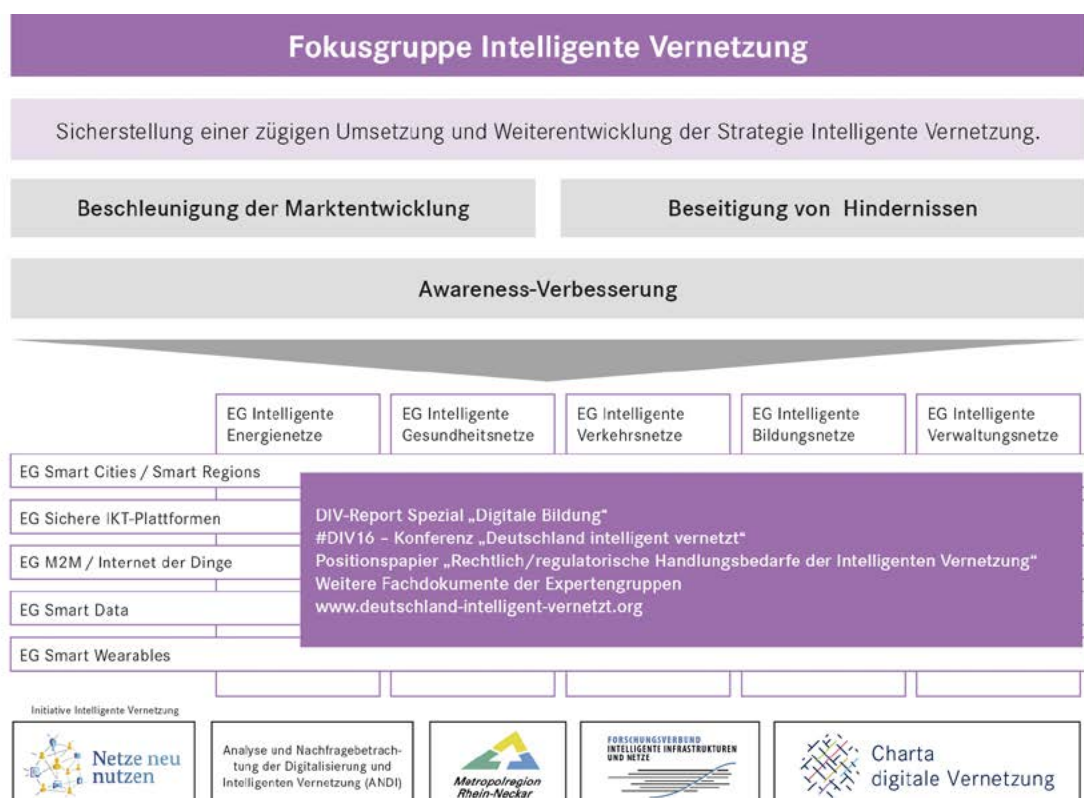 Fokusgruppe Intelligente Vernetzung
Sicherstellung einer zügigen Umsetzung und Weiterentwicklung der Strategie Intelligente Vernetzung.
Beschleunigung der Marktentwicklung
Beseitigung von Hindernissen
Awareness-Verbesserung
EG Intelligente
Energienetze
EG Intelligente
Gesundheitsnetze
EG Intelligente
Verkehrsnetze
EG Intelligente
Bildungsnetze
EG Intelligente
Verwaltungsnetze
EG Smart Cities / Smart Regions
EG Sichere IKT-Plattformen
EG M2M / Internet der Dinge
EG Smart Data
EG Smart Wearables
DIV-Report Spezial „Digitale Bildung“
#DIV16 – Konferenz „Deutschland intelligent vernetzt“
Positionspapier „Rechtlich/regulatorische Handlungsbedarfe der Intelligenten Vernetzung“
Weitere Fachdokumente der Expertengruppen
www.deutschland-intelligent-vernetzt.org
Initiative Intelligente Vernetzung
Netze neu
nutzen
Analyse und Nachfragebetrach-
tung der Digitalisierung und
Intelligenten Vernetzung (ANDI)
Metropolregion
Rhein-Neckar
FORSCHUNGSVERBUND
INTELLIGENTE INFRASTRUKTUREN
UND NETZE
Charta
digitale Vernetzung